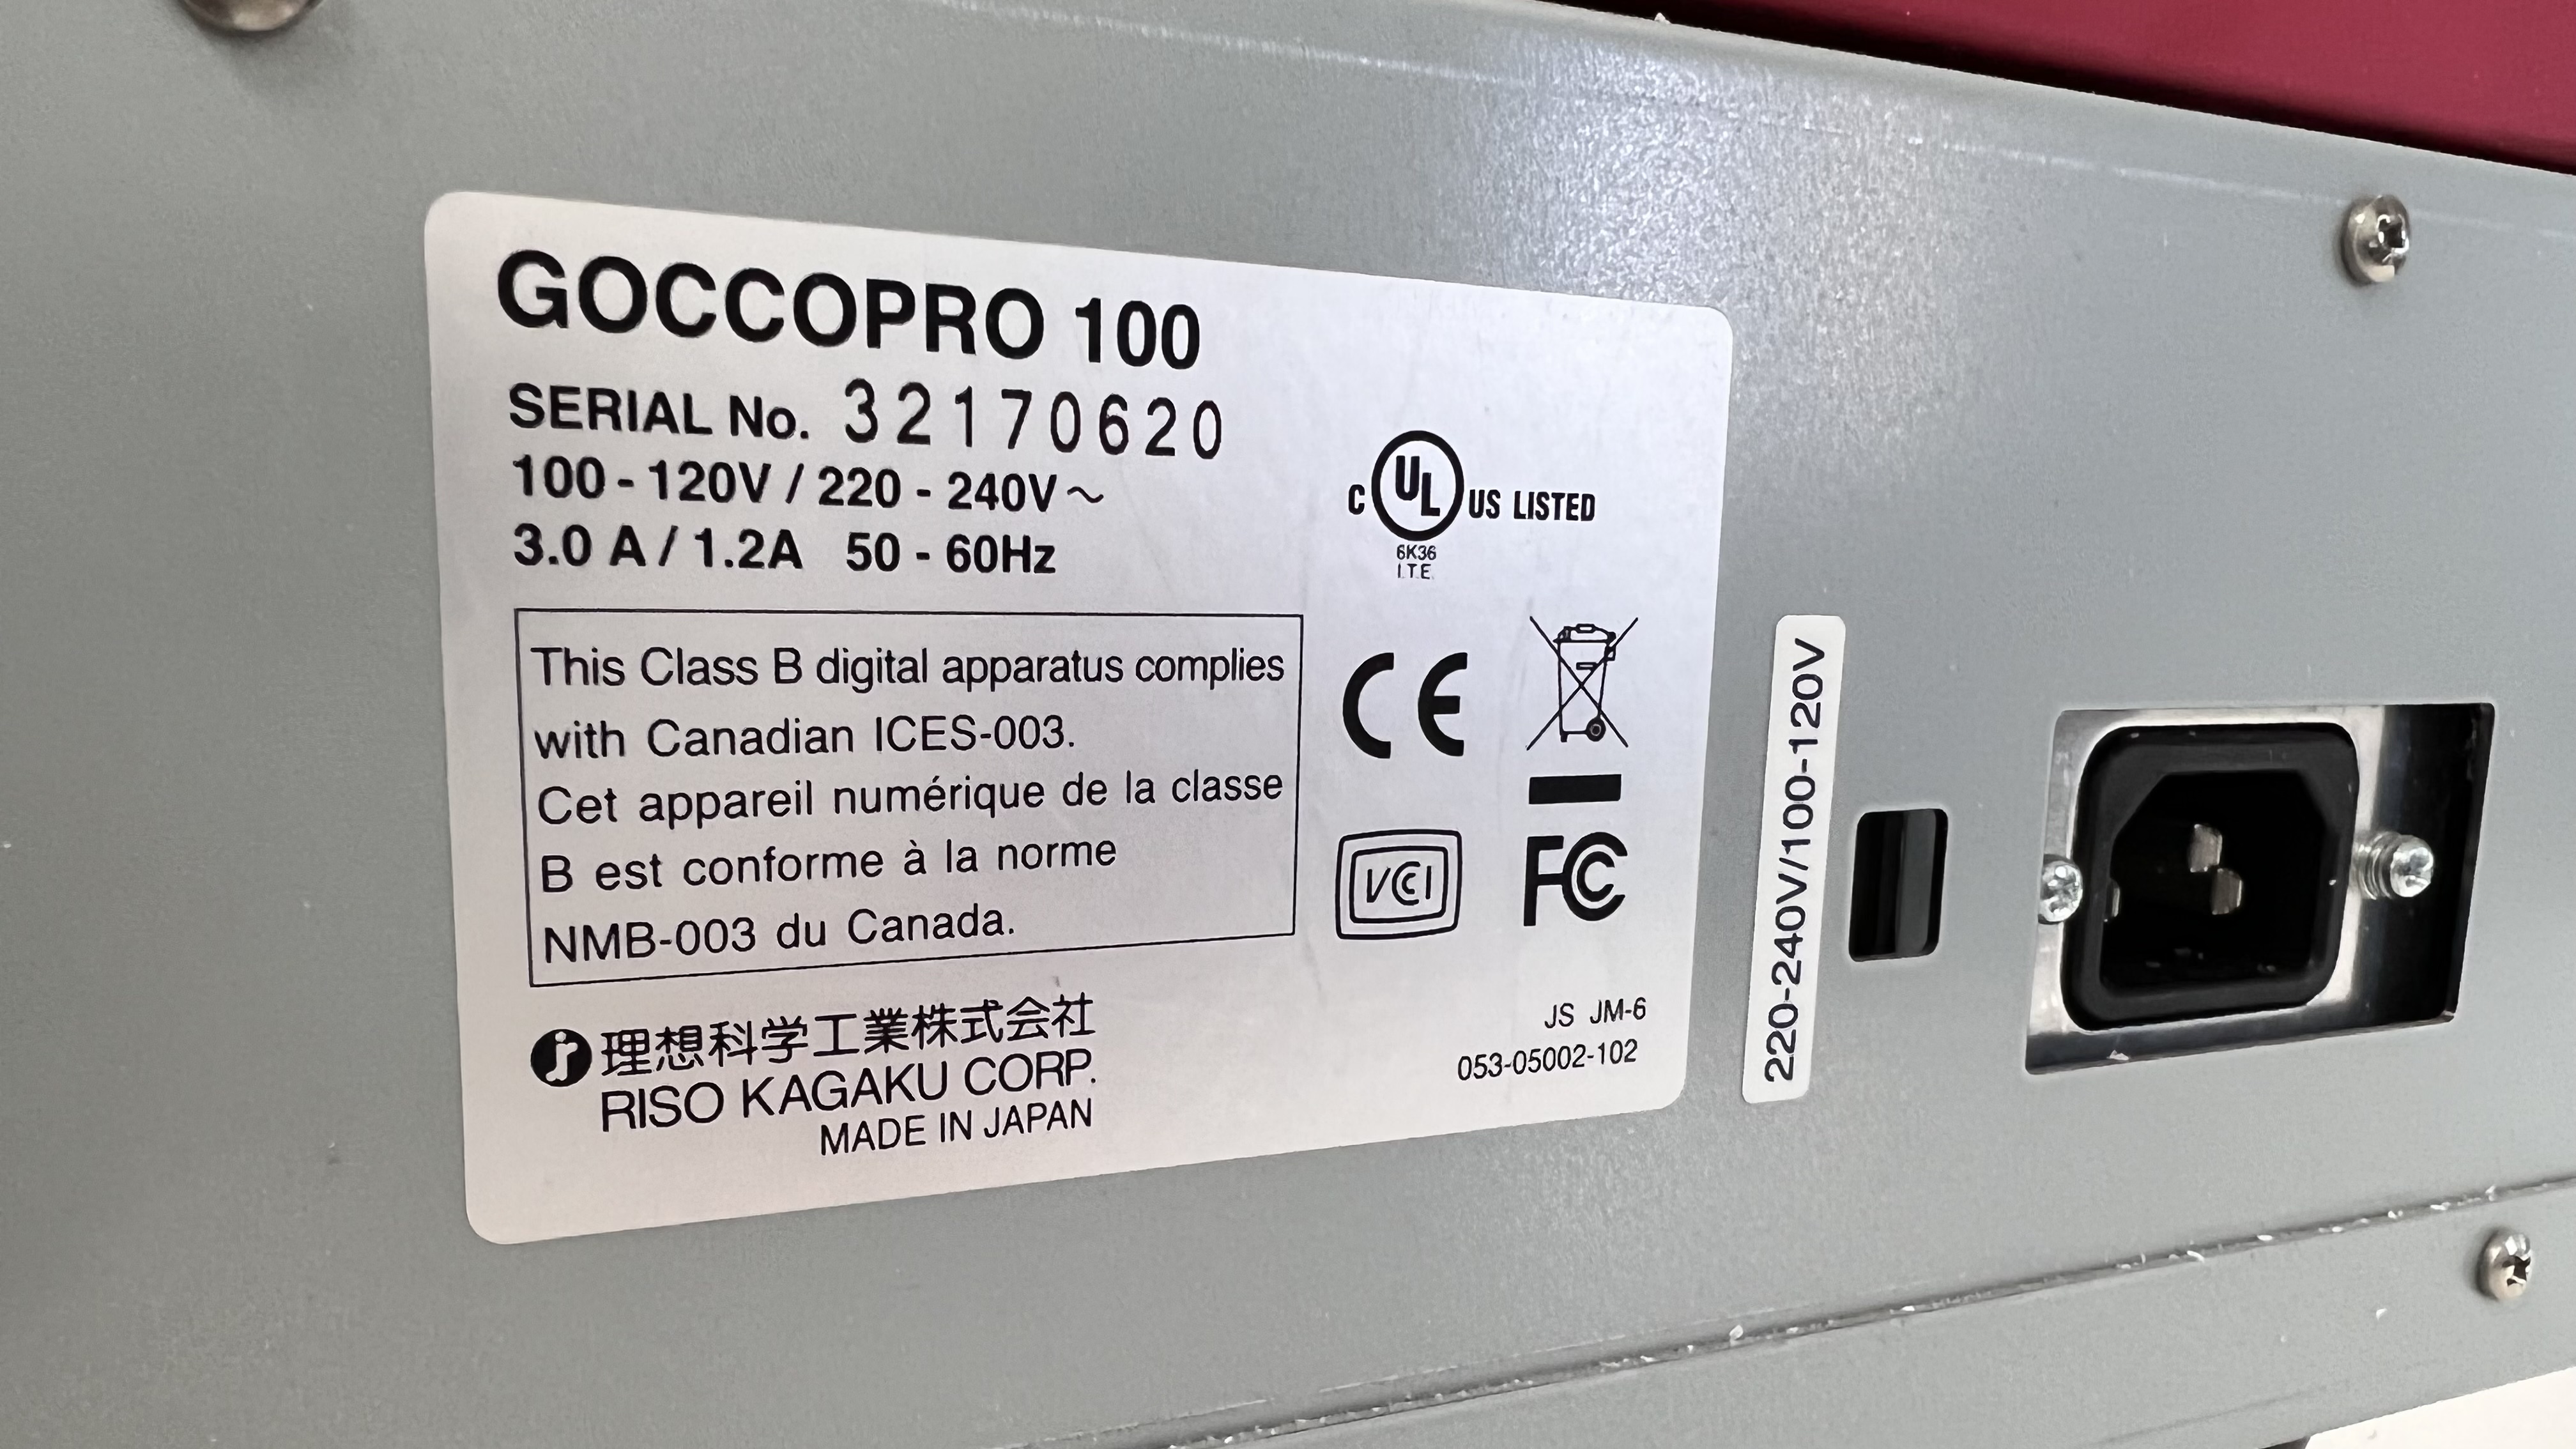 GOCCOPRO 100
SERIAL No. 32170620
100 - 120V / 220 - 240V ~
3.0 A / 1.2A 50 - 60Hz
C UL US LISTED
6K36
I.T.E.
This Class B digital apparatus complies
with Canadian ICES-003.
Cet appareil numérique de la classe
B est conforme à la norme
NMB-003 du Canada.
CE
VCCI
FCC
理想科学工業株式会社
RISO KAGAKU CORP.
MADE IN JAPAN
JS JM-6
053-05002-102
220-240V/100-120V